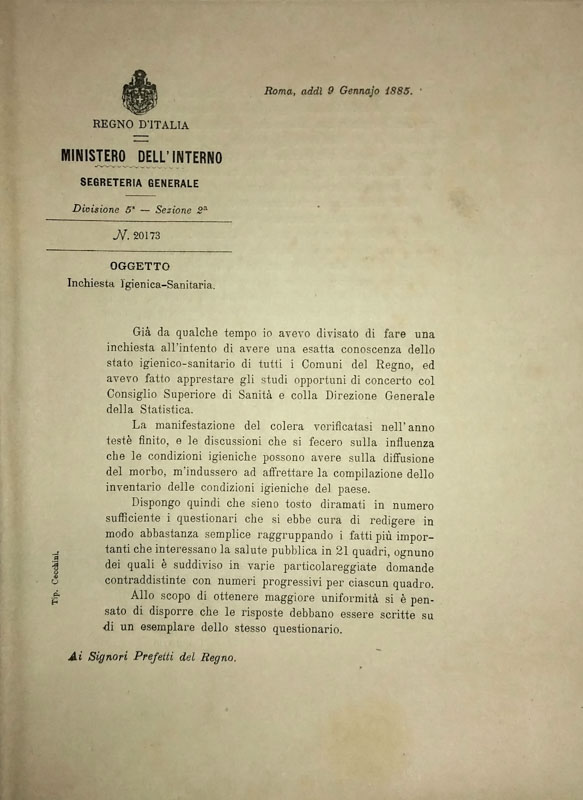 Roma, addì 9 Gennajo 1885.
REGNO D'ITALIA
MINISTERO DELL'INTERNO
SEGRETERIA GENERALE
Divisione 5ª — Sezione 2ª
N. 20173
OGGETTO
Inchiesta Igienica-Sanitaria.
Già da qualche tempo io avevo divisato di fare una
inchiesta all'intento di avere una esatta conoscenza dello
stato igienico-sanitario di tutti i Comuni del Regno, ed
avevo fatto apprestare gli studi opportuni di concerto col
Consiglio Superiore di Sanità e colla Direzione Generale
della Statistica.
La manifestazione del colera verificatasi nell'anno
testè finito, e le discussioni che si fecero sulla influenza
che le condizioni igieniche possono avere sulla diffusione
del morbo, m'indussero ad affrettare la compilazione dello
inventario delle condizioni igieniche del paese.
Dispongo quindi che sieno tosto diramati in numero
sufficiente i questionari che si ebbe cura di redigere in
modo abbastanza semplice raggruppando i fatti più impor-
tanti che interessano la salute pubblica in 21 quadri, ognuno
dei quali è suddiviso in varie particolareggiate domande
contraddistinte con numeri progressivi per ciascun quadro.
Allo scopo di ottenere maggiore uniformità si è pen-
sato di disporre che le risposte debbano essere scritte su
di un esemplare dello stesso questionario.
Ai Signori Prefetti del Regno.
Tip. Cecchini.